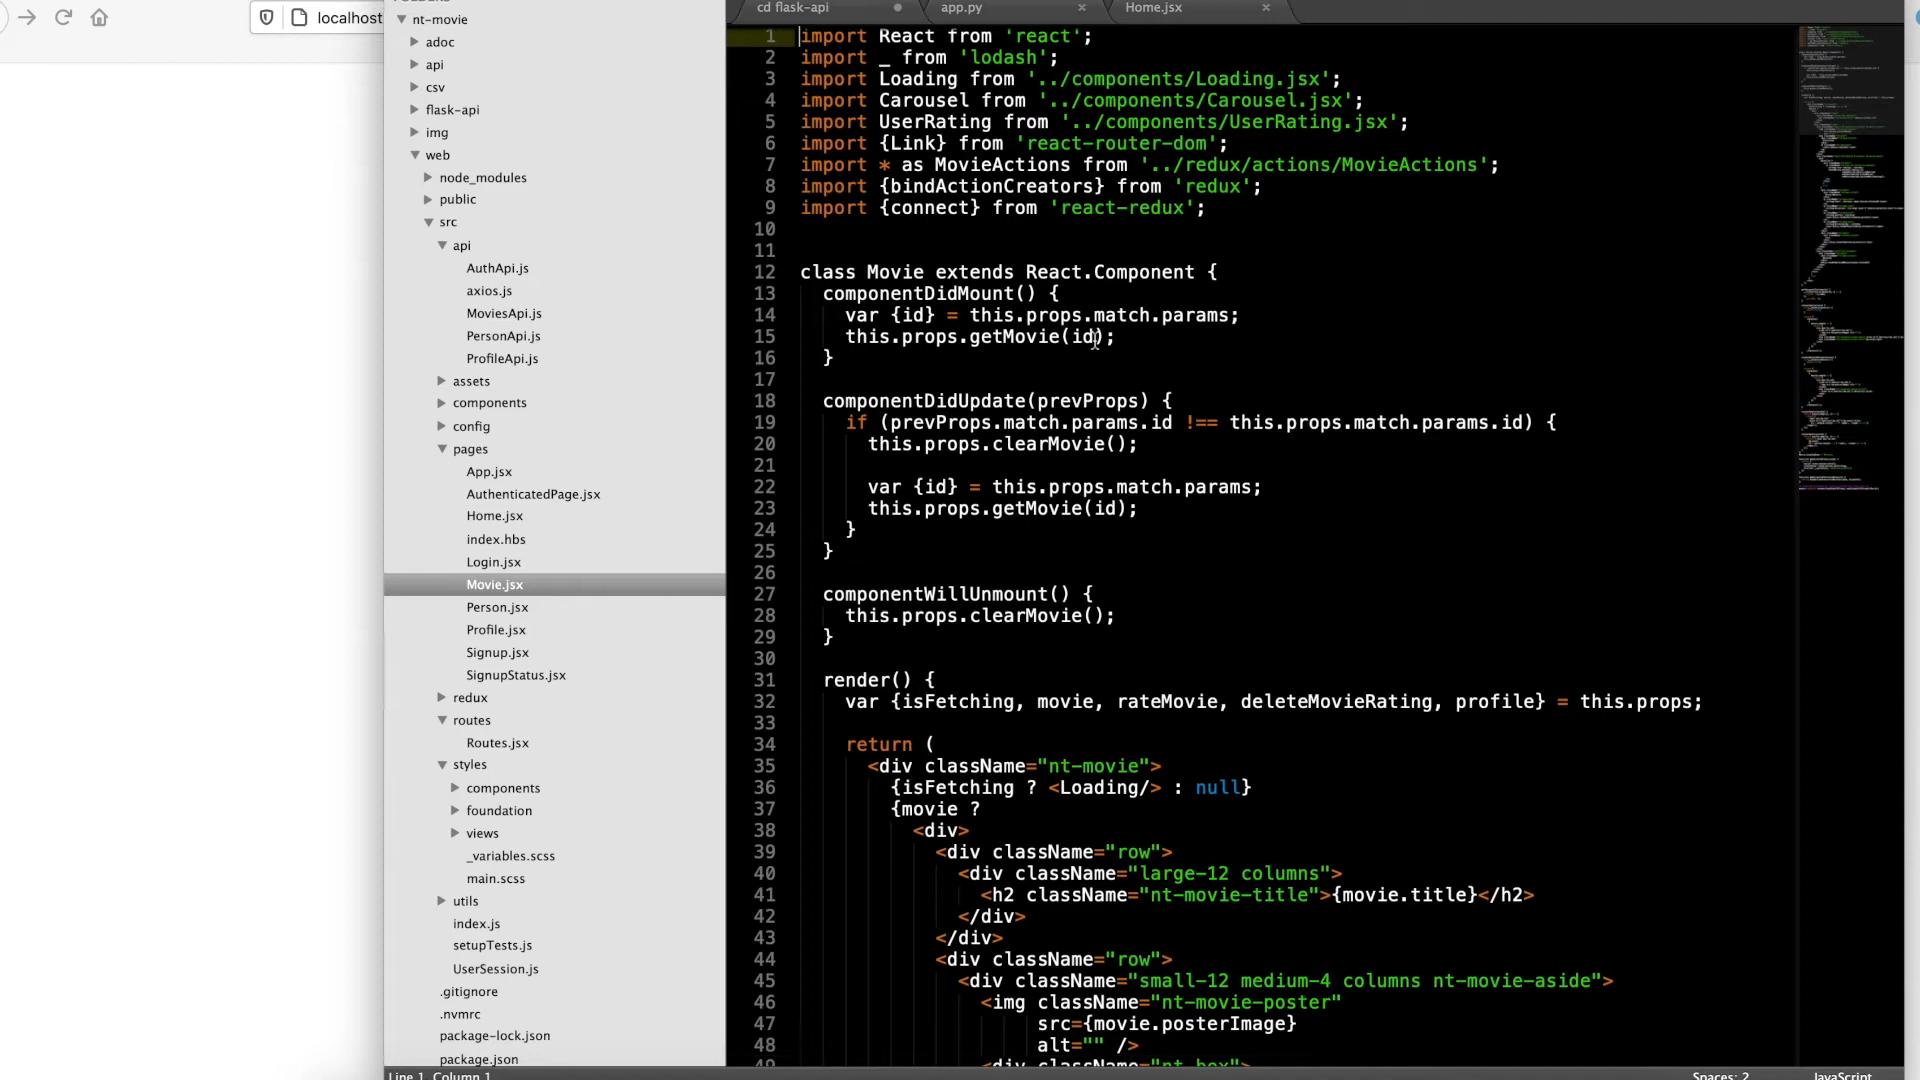 localhost
nt-movie
adoc
api
csv
flask-api
img
web
node_modules
public
src
api
AuthApi.js
axios.js
MoviesApi.js
PersonApi.js
ProfileApi.js
assets
components
config
pages
App.jsx
AuthenticatedPage.jsx
Home.jsx
index.hbs
Login.jsx
Movie.jsx
Person.jsx
Profile.jsx
Signup.jsx
SignupStatus.jsx
redux
routes
Routes.jsx
styles
components
foundation
views
_variables.scss
main.scss
utils
index.js
setupTests.js
UserSession.js
.gitignore
.nvmrc
package-lock.json
package.json
cd flask-api app.py Home.jsx
1 import React from 'react';
2 import _ from 'lodash';
3 import Loading from '../components/Loading.jsx';
4 import Carousel from '../components/Carousel.jsx';
5 import UserRating from '../components/UserRating.jsx';
6 import {Link} from 'react-router-dom';
7 import * as MovieActions from '../redux/actions/MovieActions';
8 import {bindActionCreators} from 'redux';
9 import {connect} from 'react-redux';
10
11
12 class Movie extends React.Component {
13 componentDidMount() {
14 var {id} = this.props.match.params;
15 this.props.getMovie(id);
16 }
17
18 componentDidUpdate(prevProps) {
19 if (prevProps.match.params.id !== this.props.match.params.id) {
20 this.props.clearMovie();
21
22 var {id} = this.props.match.params;
23 this.props.getMovie(id);
24 }
25 }
26
27 componentWillUnmount() {
28 this.props.clearMovie();
29 }
30
31 render() {
32 var {isFetching, movie, rateMovie, deleteMovieRating, profile} = this.props;
33
34 return (
35 <div className="nt-movie">
36 {isFetching ? <Loading/> : null}
37 {movie ?
38 <div>
39 <div className="row">
40 <div className="large-12 columns">
41 <h2 className="nt-movie-title">{movie.title}</h2>
42 </div>
43 </div>
44 <div className="row">
45 <div className="small-12 medium-4 columns nt-movie-aside">
46 <img className="nt-movie-poster"
47 src={movie.posterImage}
48 alt="" />
49 <div className="nt-box">
Line 1, Column 1 Spaces: 2 JavaScript